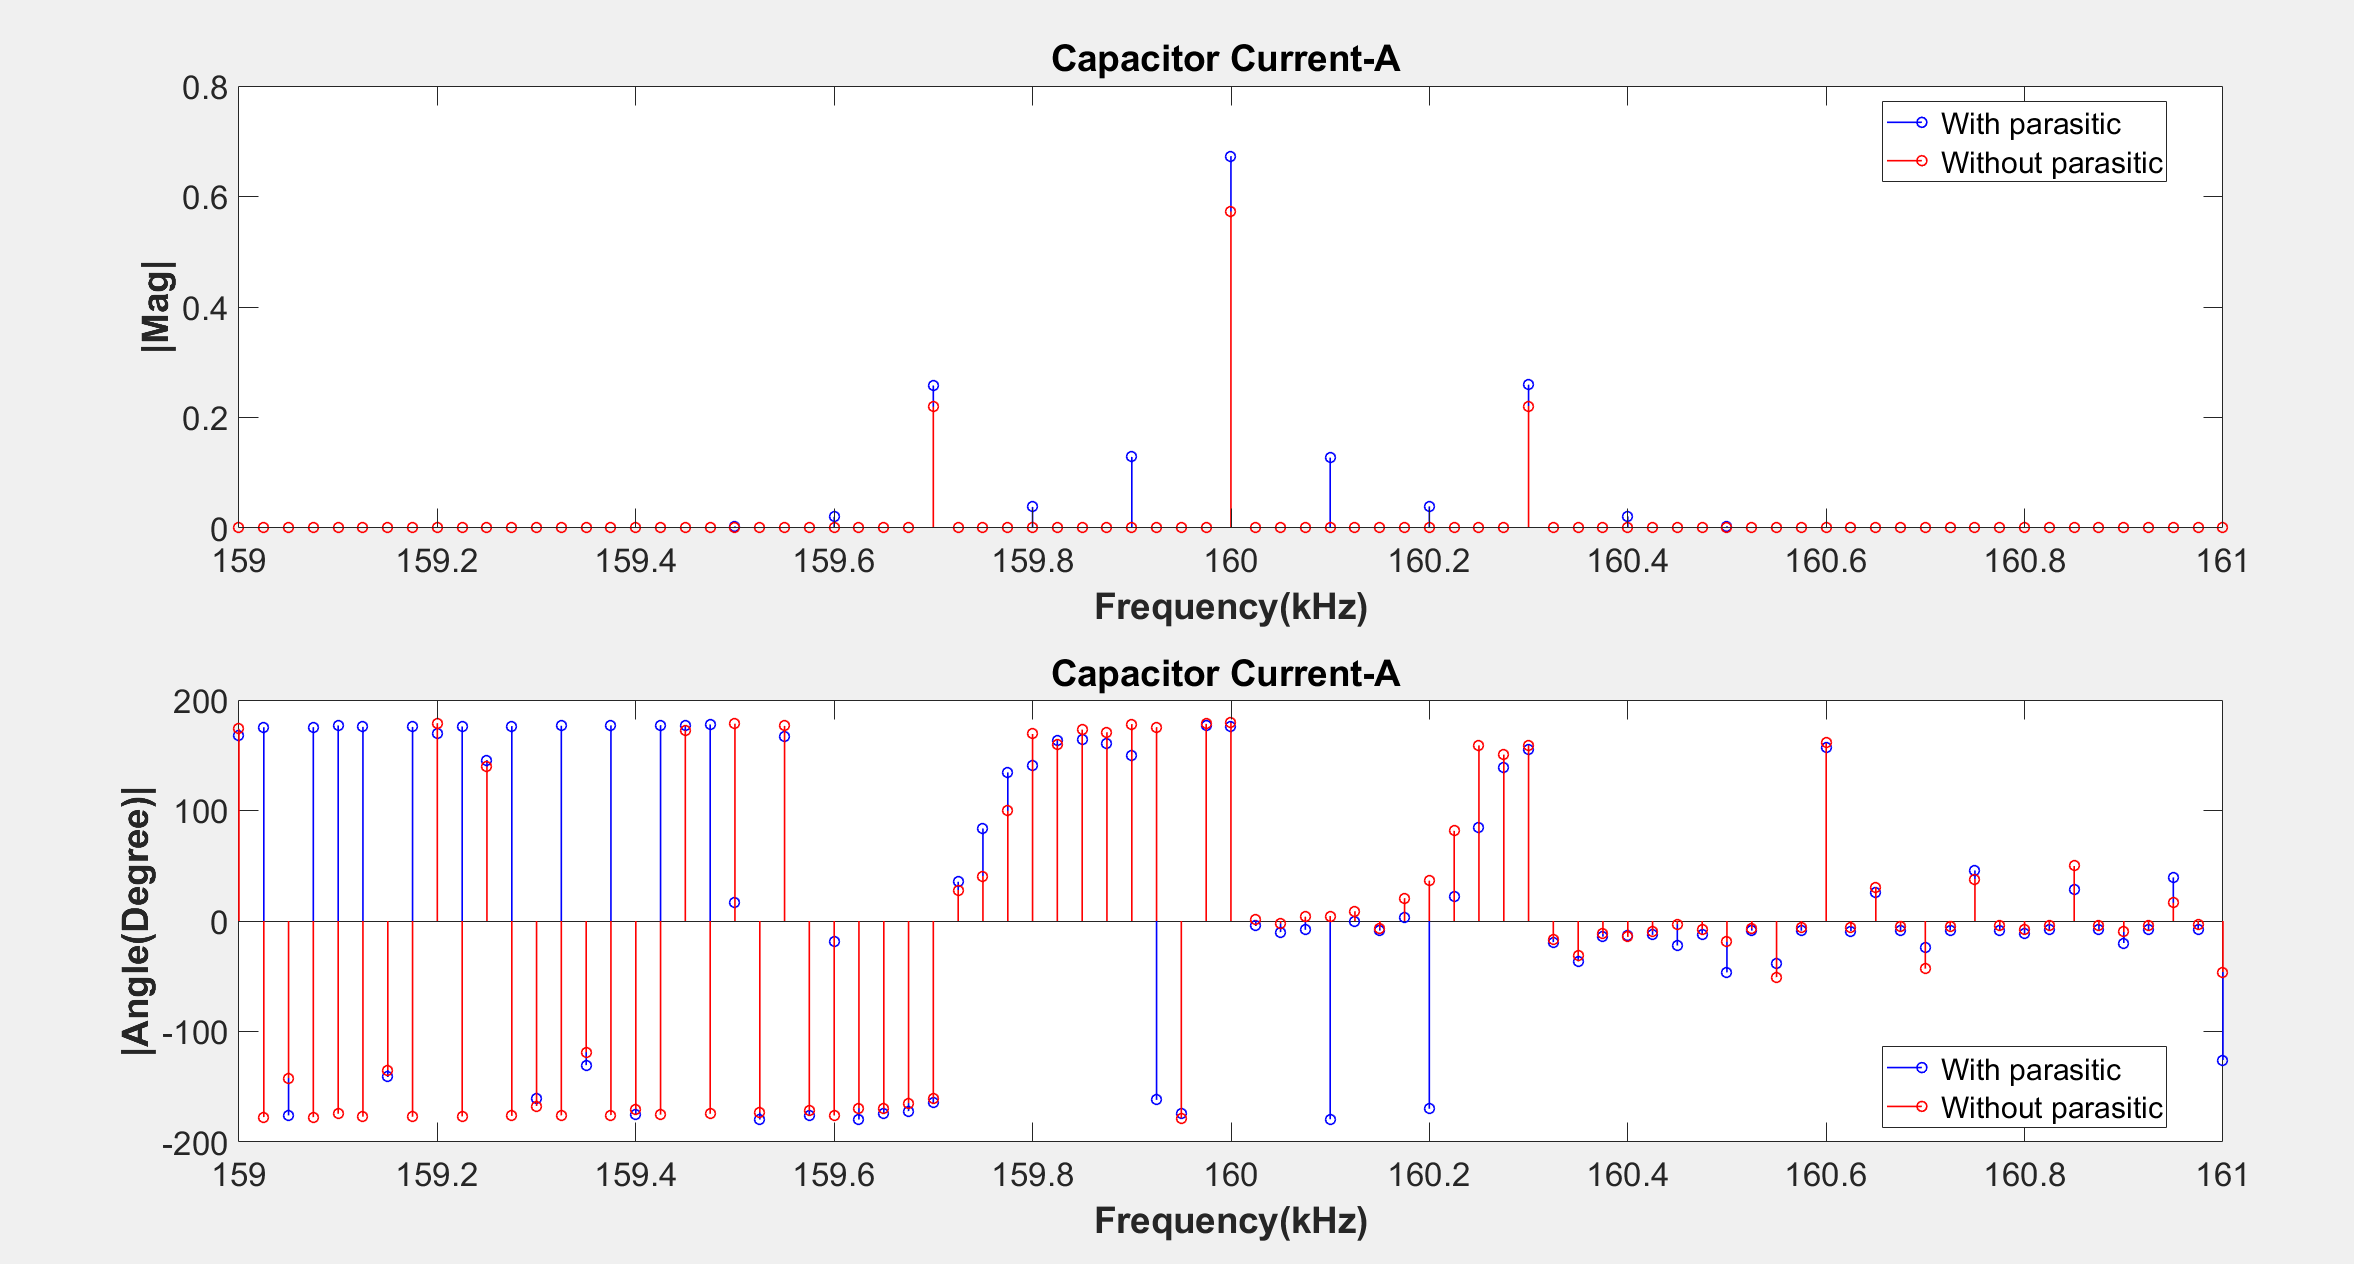 Capacitor Current-A
0.8
0.6
0.4
0.2
0
|Mag|
With parasitic
Without parasitic
159 159.2 159.4 159.6 159.8 160 160.2 160.4 160.6 160.8 161
Frequency(kHz)
Capacitor Current-A
200
100
0
-100
-200
|Angle(Degree)|
With parasitic
Without parasitic
159 159.2 159.4 159.6 159.8 160 160.2 160.4 160.6 160.8 161
Frequency(kHz)